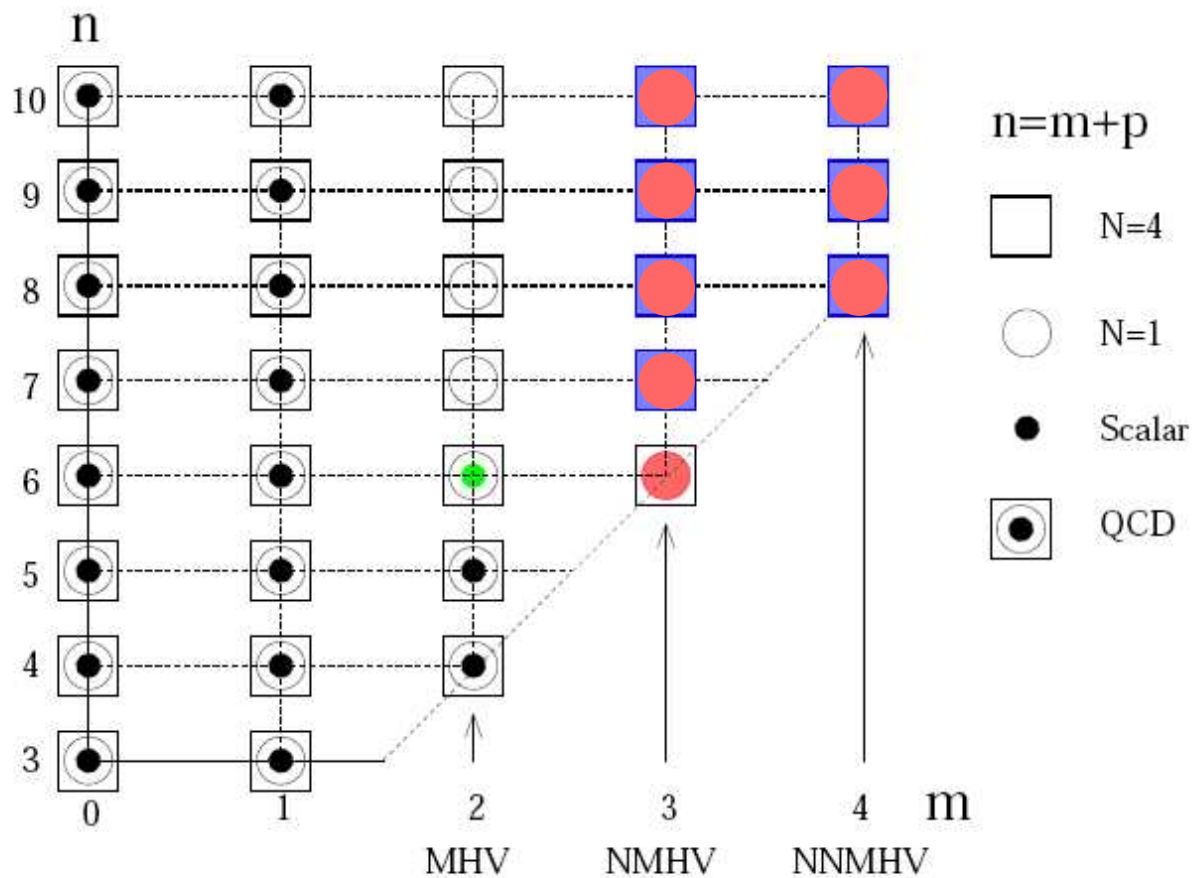 n
10
9
8
7
6
5
4
3
0 1 2 3 4 m
MHV NMHV NNMHV
n=m+p
N=4
N=1
Scalar
QCD